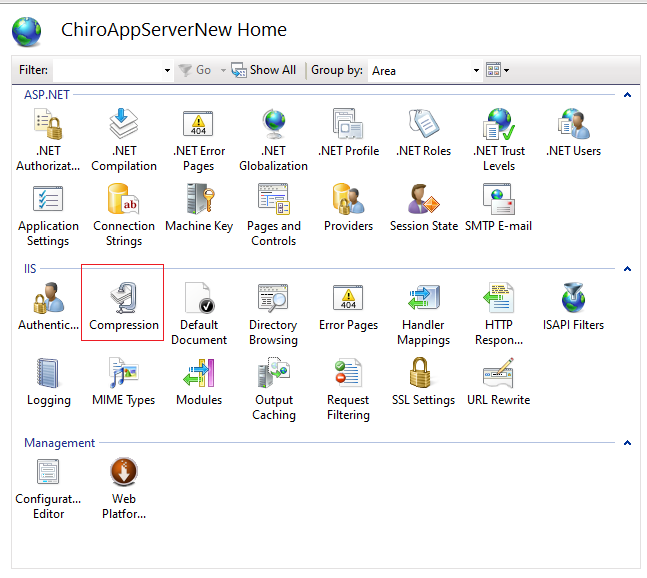 ChiroAppServerNew Home
Filter: Go Show All Group by: Area
ASP.NET
.NET Authorizat...
.NET Compilation
404
.NET Error Pages
.NET Globalization
.NET Profile
.NET Roles
.NET Trust Levels
.NET Users
Application Settings
ab
Connection Strings
Machine Key
Pages and Controls
Providers
Session State
SMTP E-mail
IIS
Authentic...
Compression
Default Document
Directory Browsing
404
Error Pages
Handler Mappings
HTTP Respon...
ISAPI Filters
Logging
MIME Types
Modules
Output Caching
Request Filtering
SSL Settings
URL Rewrite
Management
Configurat... Editor
Web Platfor...